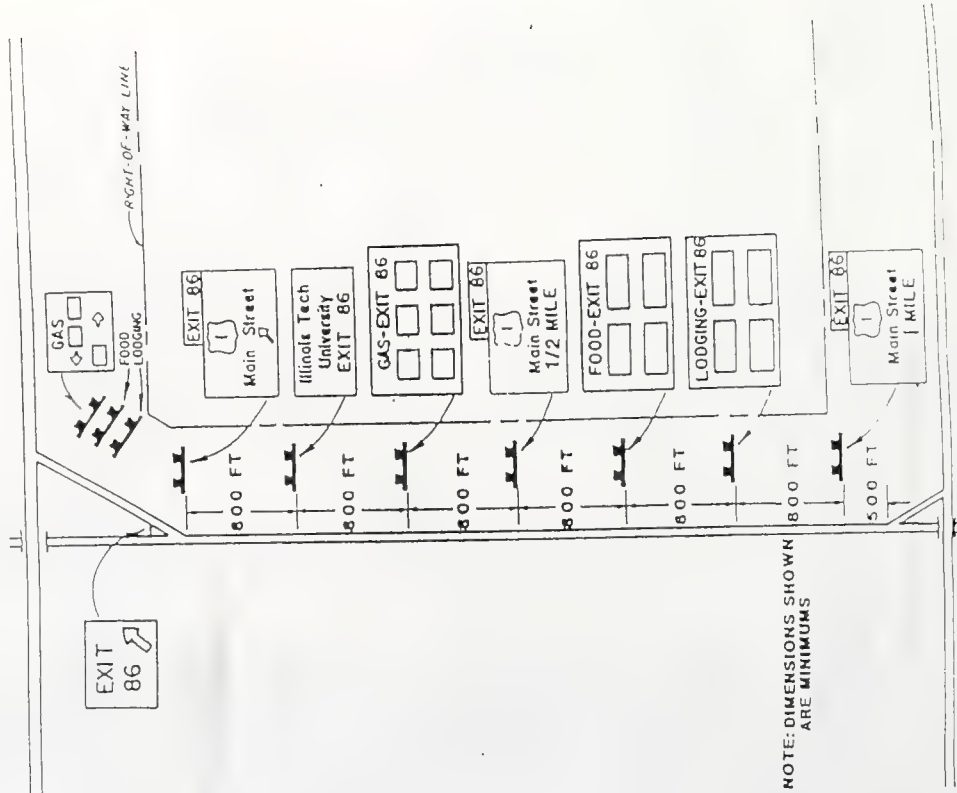 RIGHT-OF-WAY LINE
GAS
FOOD
LODGING
EXIT 86
1
Main Street
Illinois Tech
University
EXIT 86
GAS-EXIT 86
EXIT 86
1
Main Street
1/2 MILE
FOOD-EXIT 86
LODGING-EXIT 86
EXIT 86
1
Main Street
1 MILE
800 FT
800 FT
800 FT
800 FT
800 FT
800 FT
500 FT
EXIT
86
NOTE: DIMENSIONS SHOWN
ARE MINIMUMS